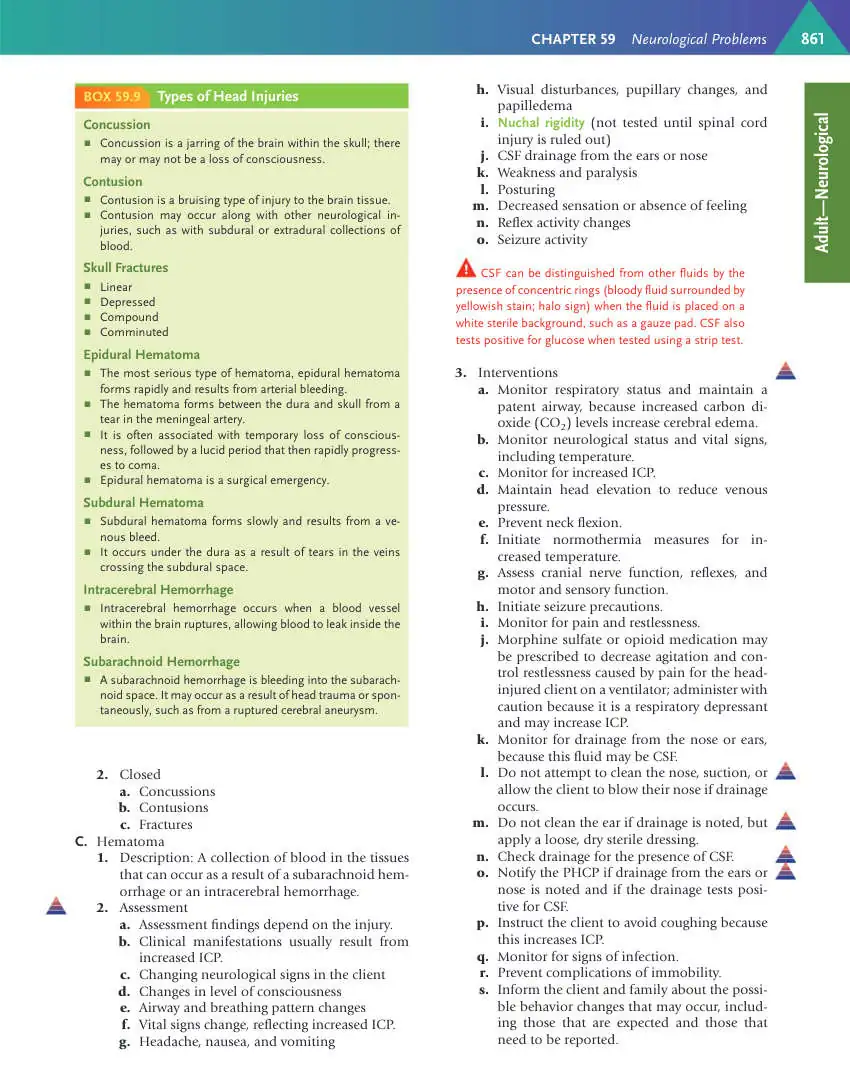 CHAPTER 59 Neurological Problems 861
BOX 59.9 Types of Head Injuries
Concussion
▪ Concussion is a jarring of the brain within the skull; there
may or may not be a loss of consciousness.
Contusion
▪ Contusion is a bruising type of injury to the brain tissue.
▪ Contusion may occur along with other neurological in-
juries, such as with subdural or extradural collections of
blood.
Skull Fractures
▪ Linear
▪ Depressed
▪ Compound
▪ Comminuted
Epidural Hematoma
▪ The most serious type of hematoma, epidural hematoma
forms rapidly and results from arterial bleeding.
▪ The hematoma forms between the dura and skull from a
tear in the meningeal artery.
▪ It is often associated with temporary loss of conscious-
ness, followed by a lucid period that then rapidly progress-
es to coma.
▪ Epidural hematoma is a surgical emergency.
Subdural Hematoma
▪ Subdural hematoma forms slowly and results from a ve-
nous bleed.
▪ It occurs under the dura as a result of tears in the veins
crossing the subdural space.
Intracerebral Hemorrhage
▪ Intracerebral hemorrhage occurs when a blood vessel
within the brain ruptures, allowing blood to leak inside the
brain.
Subarachnoid Hemorrhage
▪ A subarachnoid hemorrhage is bleeding into the subarach-
noid space. It may occur as a result of head trauma or spon-
taneously, such as from a ruptured cerebral aneurysm.
2. Closed
a. Concussions
b. Contusions
c. Fractures
C. Hematoma
1. Description: A collection of blood in the tissues
that can occur as a result of a subarachnoid hem-
orrhage or an intracerebral hemorrhage.
2. Assessment
a. Assessment findings depend on the injury.
b. Clinical manifestations usually result from
increased ICP.
c. Changing neurological signs in the client
d. Changes in level of consciousness
e. Airway and breathing pattern changes
f. Vital signs change, reflecting increased ICP.
g. Headache, nausea, and vomiting
h. Visual disturbances, pupillary changes, and
papilledema
i. Nuchal rigidity (not tested until spinal cord
injury is ruled out)
j. CSF drainage from the ears or nose
k. Weakness and paralysis
l. Posturing
m. Decreased sensation or absence of feeling
n. Reflex activity changes
o. Seizure activity
CSF can be distinguished from other fluids by the
presence of concentric rings (bloody fluid surrounded by
yellowish stain; halo sign) when the fluid is placed on a
white sterile background, such as a gauze pad. CSF also
tests positive for glucose when tested using a strip test.
3. Interventions
a. Monitor respiratory status and maintain a
patent airway, because increased carbon di-
oxide (CO₂) levels increase cerebral edema.
b. Monitor neurological status and vital signs,
including temperature.
c. Monitor for increased ICP.
d. Maintain head elevation to reduce venous
pressure.
e. Prevent neck flexion.
f. Initiate normothermia measures for in-
creased temperature.
g. Assess cranial nerve function, reflexes, and
motor and sensory function.
h. Initiate seizure precautions.
i. Monitor for pain and restlessness.
j. Morphine sulfate or opioid medication may
be prescribed to decrease agitation and con-
trol restlessness caused by pain for the head-
injured client on a ventilator; administer with
caution because it is a respiratory depressant
and may increase ICP.
k. Monitor for drainage from the nose or ears,
because this fluid may be CSF.
l. Do not attempt to clean the nose, suction, or
allow the client to blow their nose if drainage
occurs.
m. Do not clean the ear if drainage is noted, but
apply a loose, dry sterile dressing.
n. Check drainage for the presence of CSF.
o. Notify the PHCP if drainage from the ears or
nose is noted and if the drainage tests posi-
tive for CSF.
p. Instruct the client to avoid coughing because
this increases ICP.
q. Monitor for signs of infection.
r. Prevent complications of immobility.
s. Inform the client and family about the possi-
ble behavior changes that may occur, includ-
ing those that are expected and those that
need to be reported.
Adult—Neurological